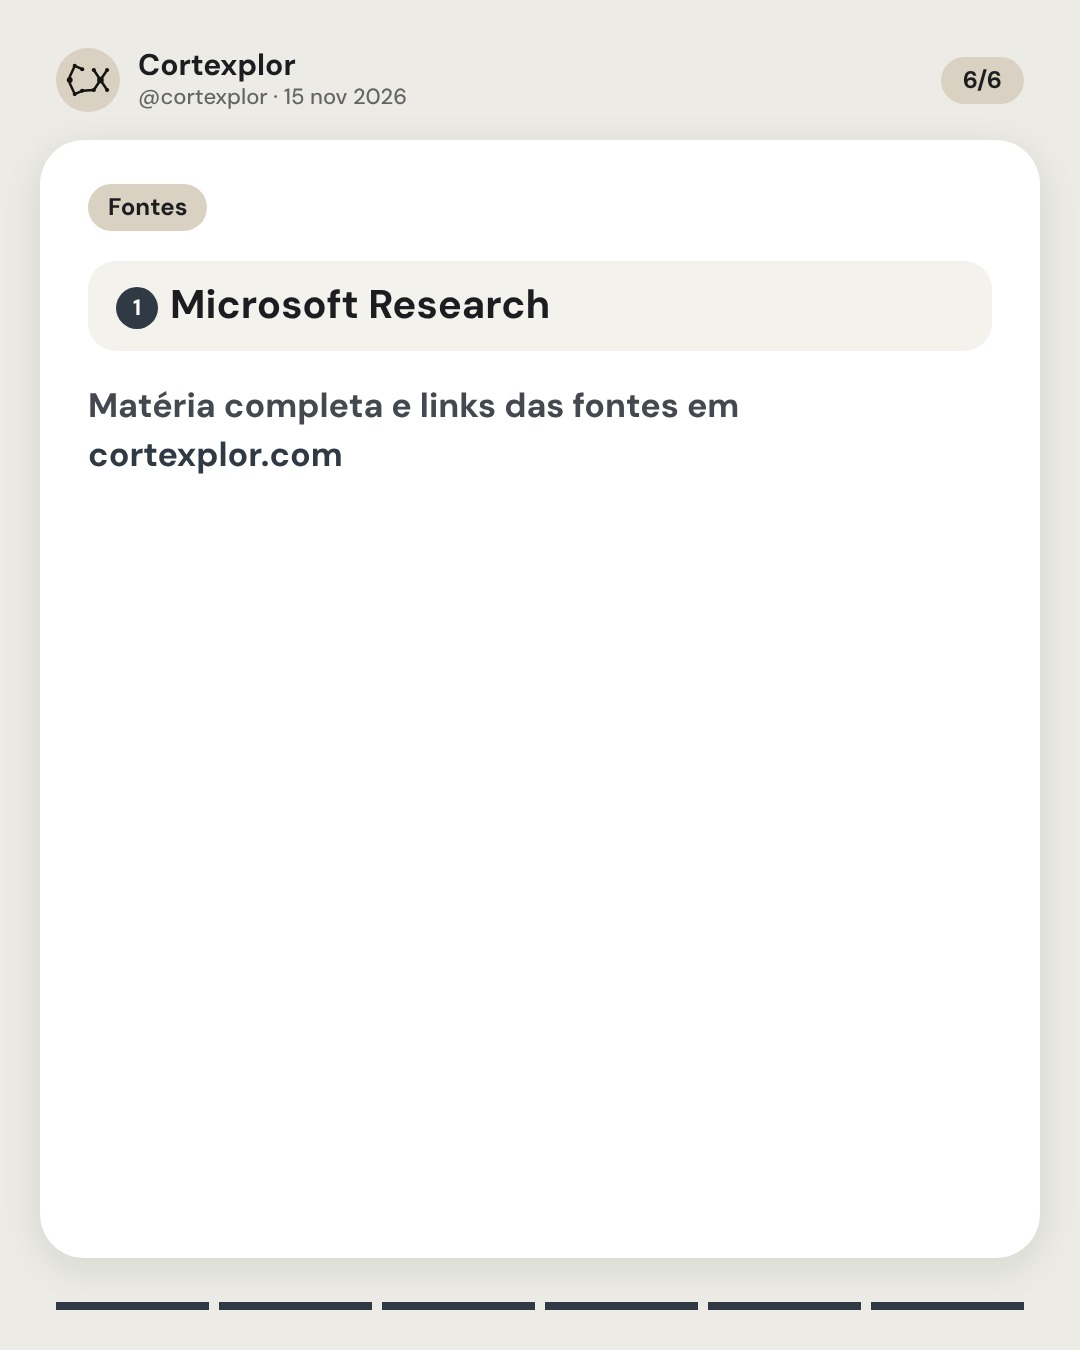 Cortexplor
@cortexplor · 15 nov 2026
6/6
Fontes
1 Microsoft Research
Matéria completa e links das fontes em
cortexplor.com